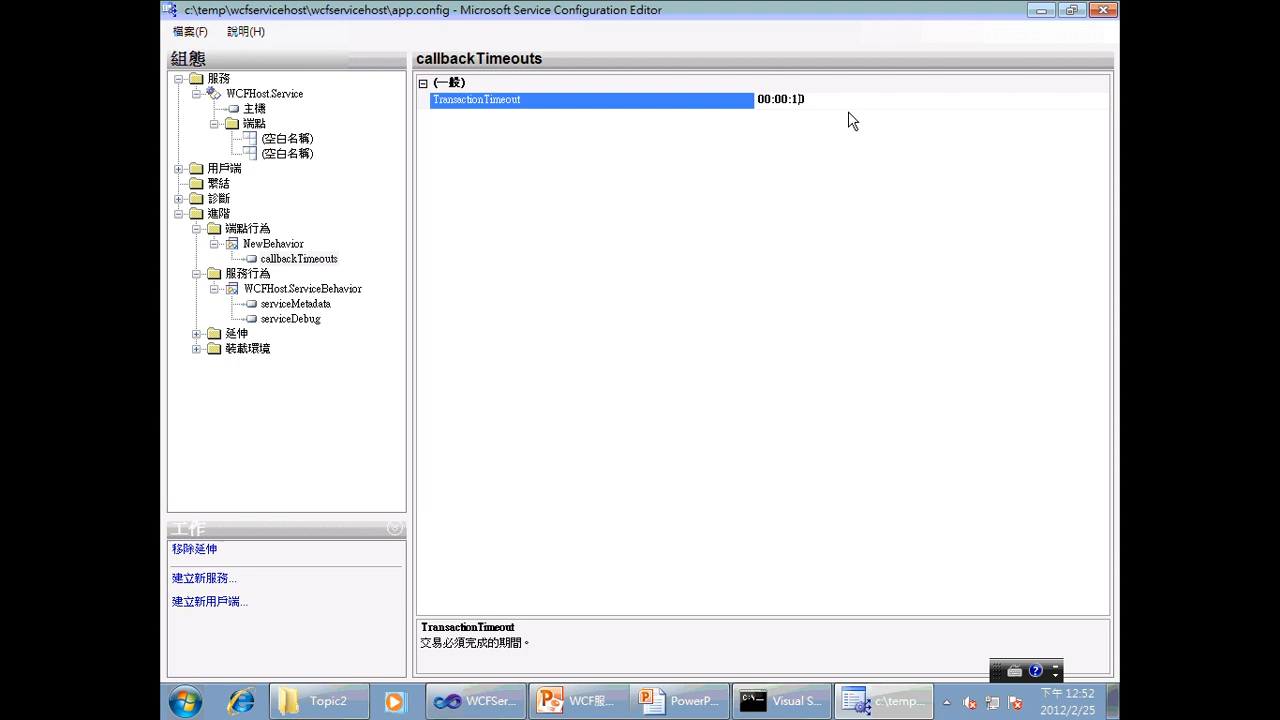 c:\temp\wcfservicehost\wcfservicehost\app.config - Microsoft Service Configuration Editor
檔案(F) 說明(H)
組態
服務
WCFHost.Service
主機
端點
(空白名稱)
(空白名稱)
用戶端
繫結
診斷
進階
端點行為
NewBehavior
callbackTimeouts
服務行為
WCFHost.ServiceBehavior
serviceMetadata
serviceDebug
延伸
裝載環境
工作
移除延伸
建立新服務...
建立新用戶端...
callbackTimeouts
(一般)
TransactionTimeout 00:00:10
TransactionTimeout
交易必須完成的期間。
Topic2
WCFSer...
WCF服...
PowerP...
Visual S...
c:\temp...
下午 12:52
2012/2/25